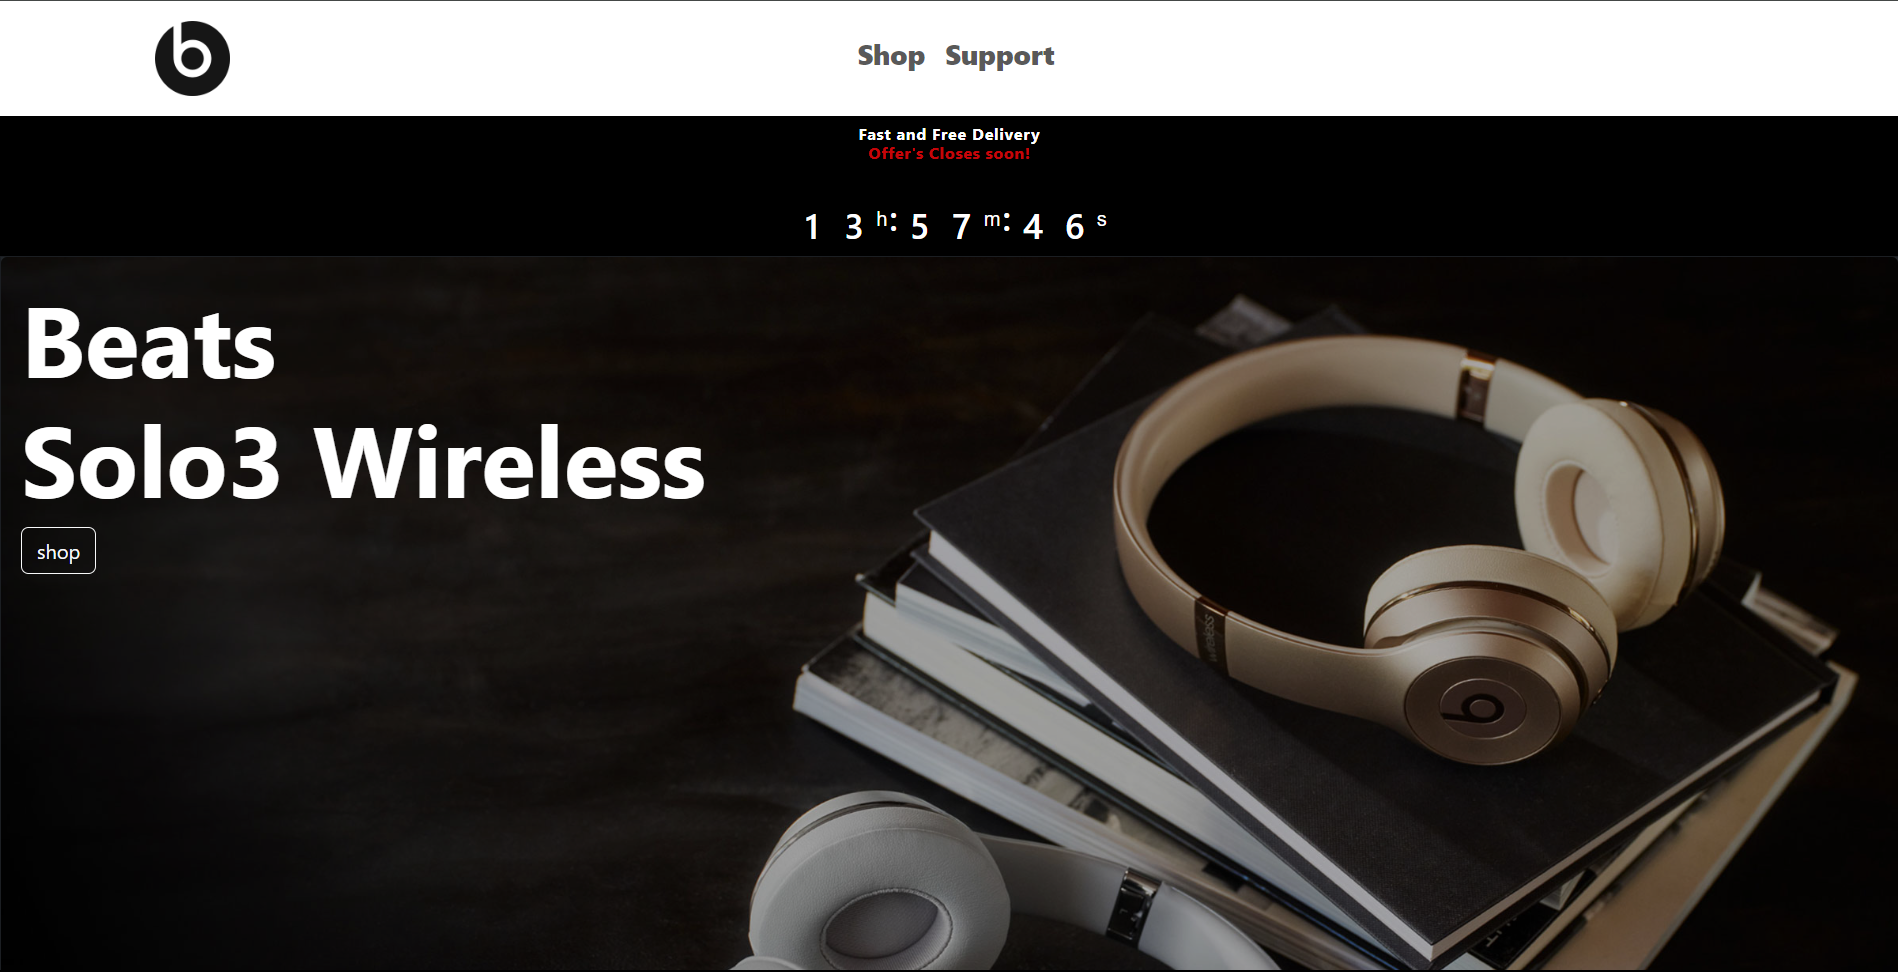 Shop Support
Fast and Free Delivery
Offer's Closes soon!
1 3 h: 5 7 m: 4 6 s
Beats
Solo3 Wireless
shop
wireless